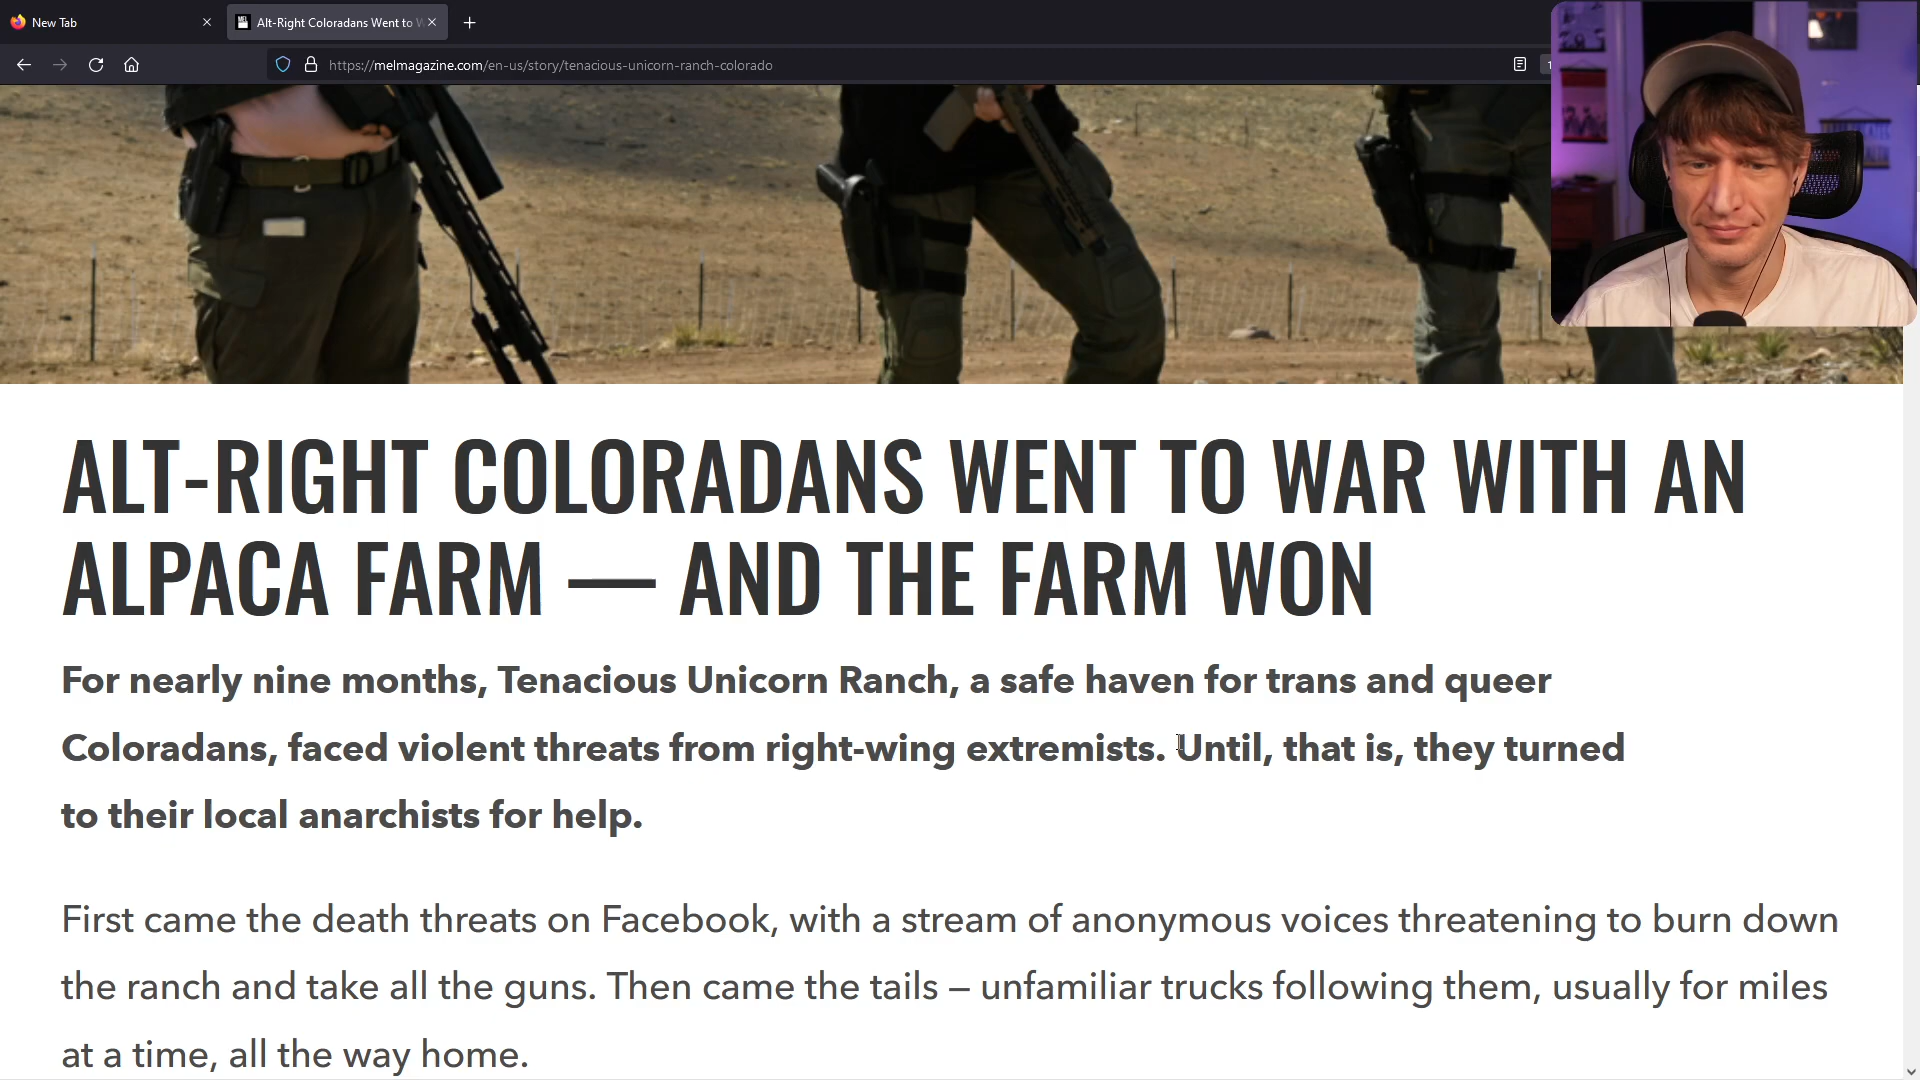 New Tab
Alt-Right Coloradans Went to W
https://melmagazine.com/en-us/story/tenacious-unicorn-ranch-colorado
ALT-RIGHT COLORADANS WENT TO WAR WITH AN
ALPACA FARM — AND THE FARM WON
For nearly nine months, Tenacious Unicorn Ranch, a safe haven for trans and queer
Coloradans, faced violent threats from right-wing extremists. Until, that is, they turned
to their local anarchists for help.
First came the death threats on Facebook, with a stream of anonymous voices threatening to burn down
the ranch and take all the guns. Then came the tails – unfamiliar trucks following them, usually for miles
at a time, all the way home.